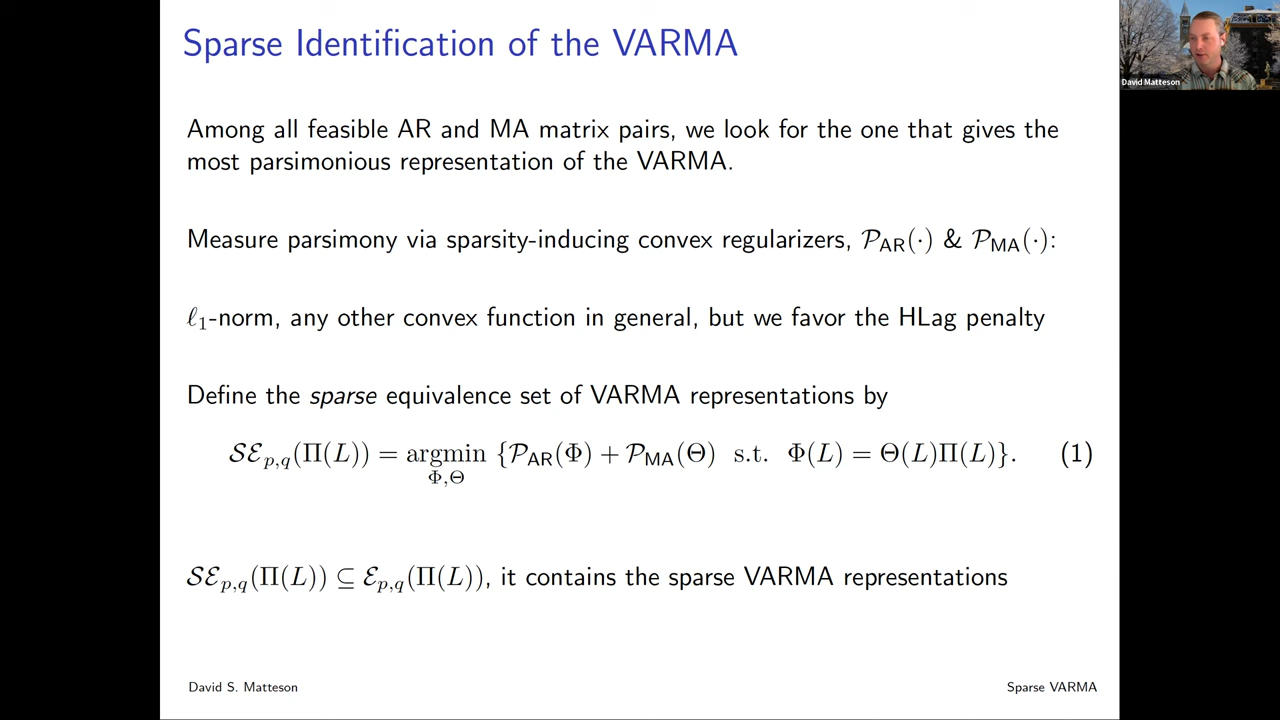 Sparse Identification of the VARMA
David Matteson
Among all feasible AR and MA matrix pairs, we look for the one that gives the
most parsimonious representation of the VARMA.
Measure parsimony via sparsity-inducing convex regularizers, 𝒫_AR(·) & 𝒫_MA(·):
ℓ₁-norm, any other convex function in general, but we favor the HLag penalty
Define the sparse equivalence set of VARMA representations by
𝒮ℰ_{p,q}(Π(L)) = argmin_{Φ,Θ} {𝒫_AR(Φ) + 𝒫_MA(Θ) s.t. Φ(L) = Θ(L)Π(L)}. (1)
𝒮ℰ_{p,q}(Π(L)) ⊆ ℰ_{p,q}(Π(L)), it contains the sparse VARMA representations
David S. Matteson
Sparse VARMA